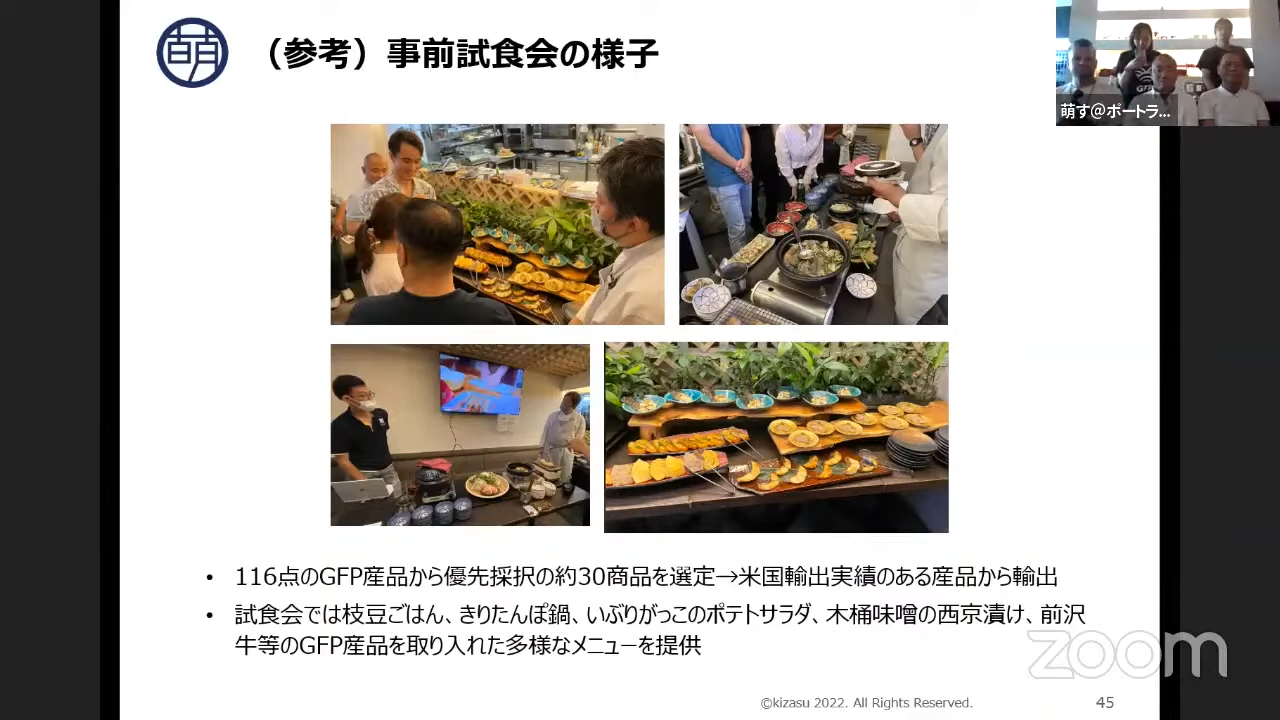 萌
（参考）事前試食会の様子
萌す@ポートラ...
• 116点のGFP産品から優先採択の約30商品を選定→米国輸出実績のある産品から輸出
• 試食会では枝豆ごはん、きりたんぽ鍋、いぶりがっこのポテトサラダ、木桶味噌の西京漬け、前沢
牛等のGFP産品を取り入れた多様なメニューを提供
zoom
©kizasu 2022. All Rights Reserved.
45